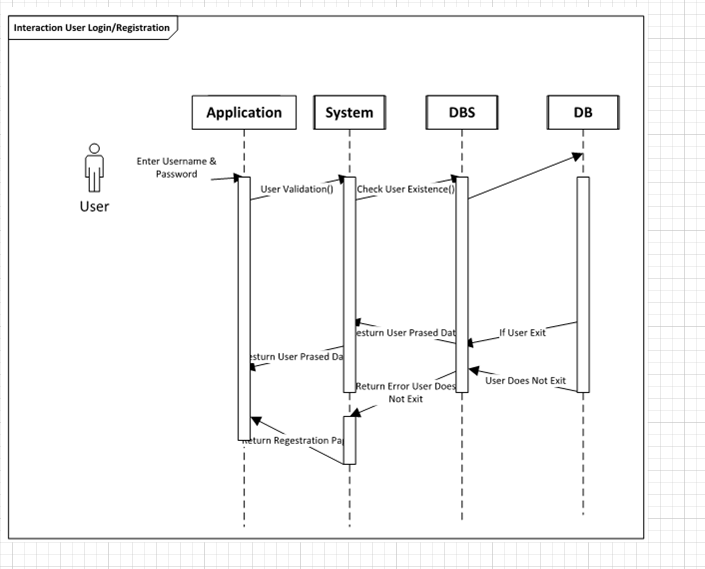 Interaction User Login/Registration
Application
System
DBS
DB
Enter Username &
Password
User Validation()
Check User Existence()
User
esturn User Prased Dat
If User Exit
esturn User Prased Da
User Does Not Exit
Return Error User Does
Not Exit
eturn Regestration Pag